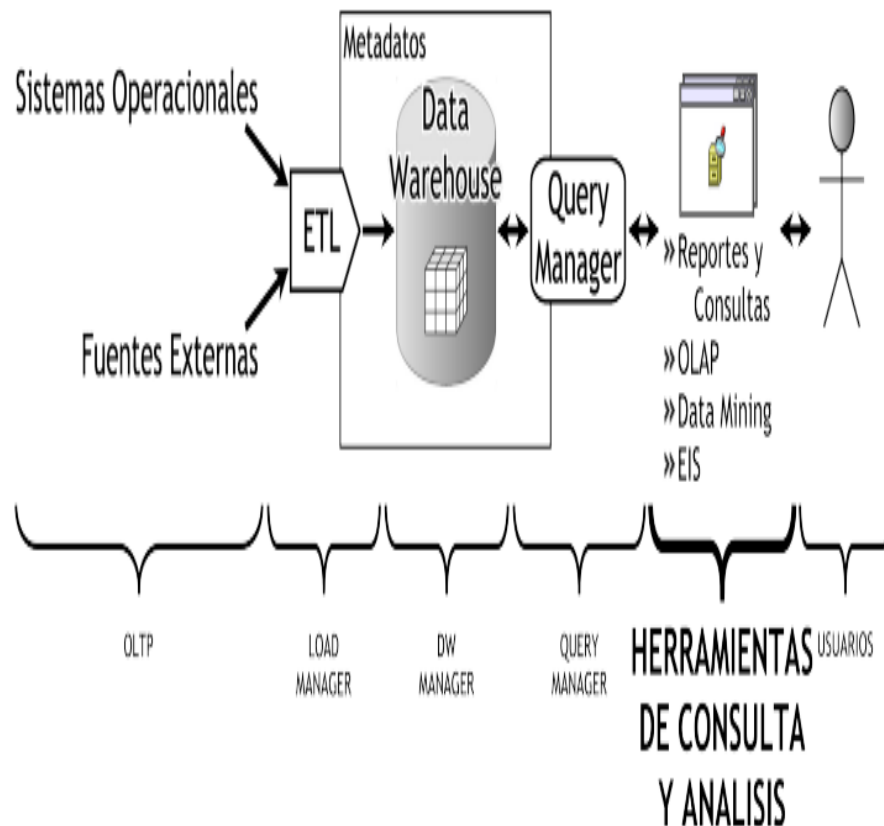 Metadatos
Sistemas Operacionales
Data
Warehouse
ETL
Query
Manager
Fuentes Externas
»Reportes y
Consultas
»OLAP
»Data Mining
»EIS
OLTP
LOAD
MANAGER
DW
MANAGER
QUERY
MANAGER
HERRAMIENTAS
DE CONSULTA
Y ANALISIS
USUARIOS